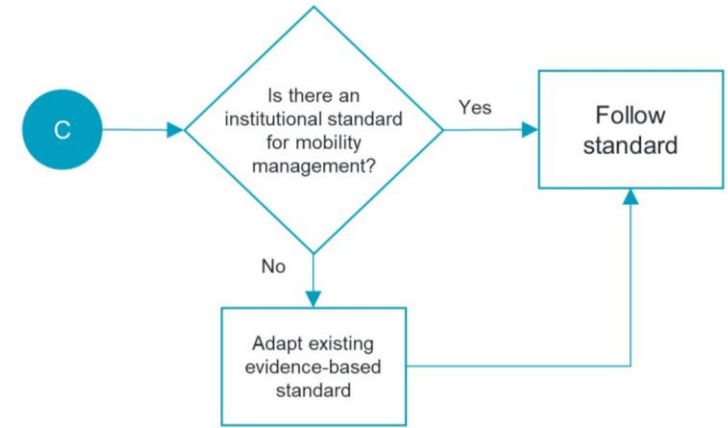 C
Is there an
institutional standard
for mobility
management?
Yes
Follow
standard
No
Adapt existing
evidence-based
standard